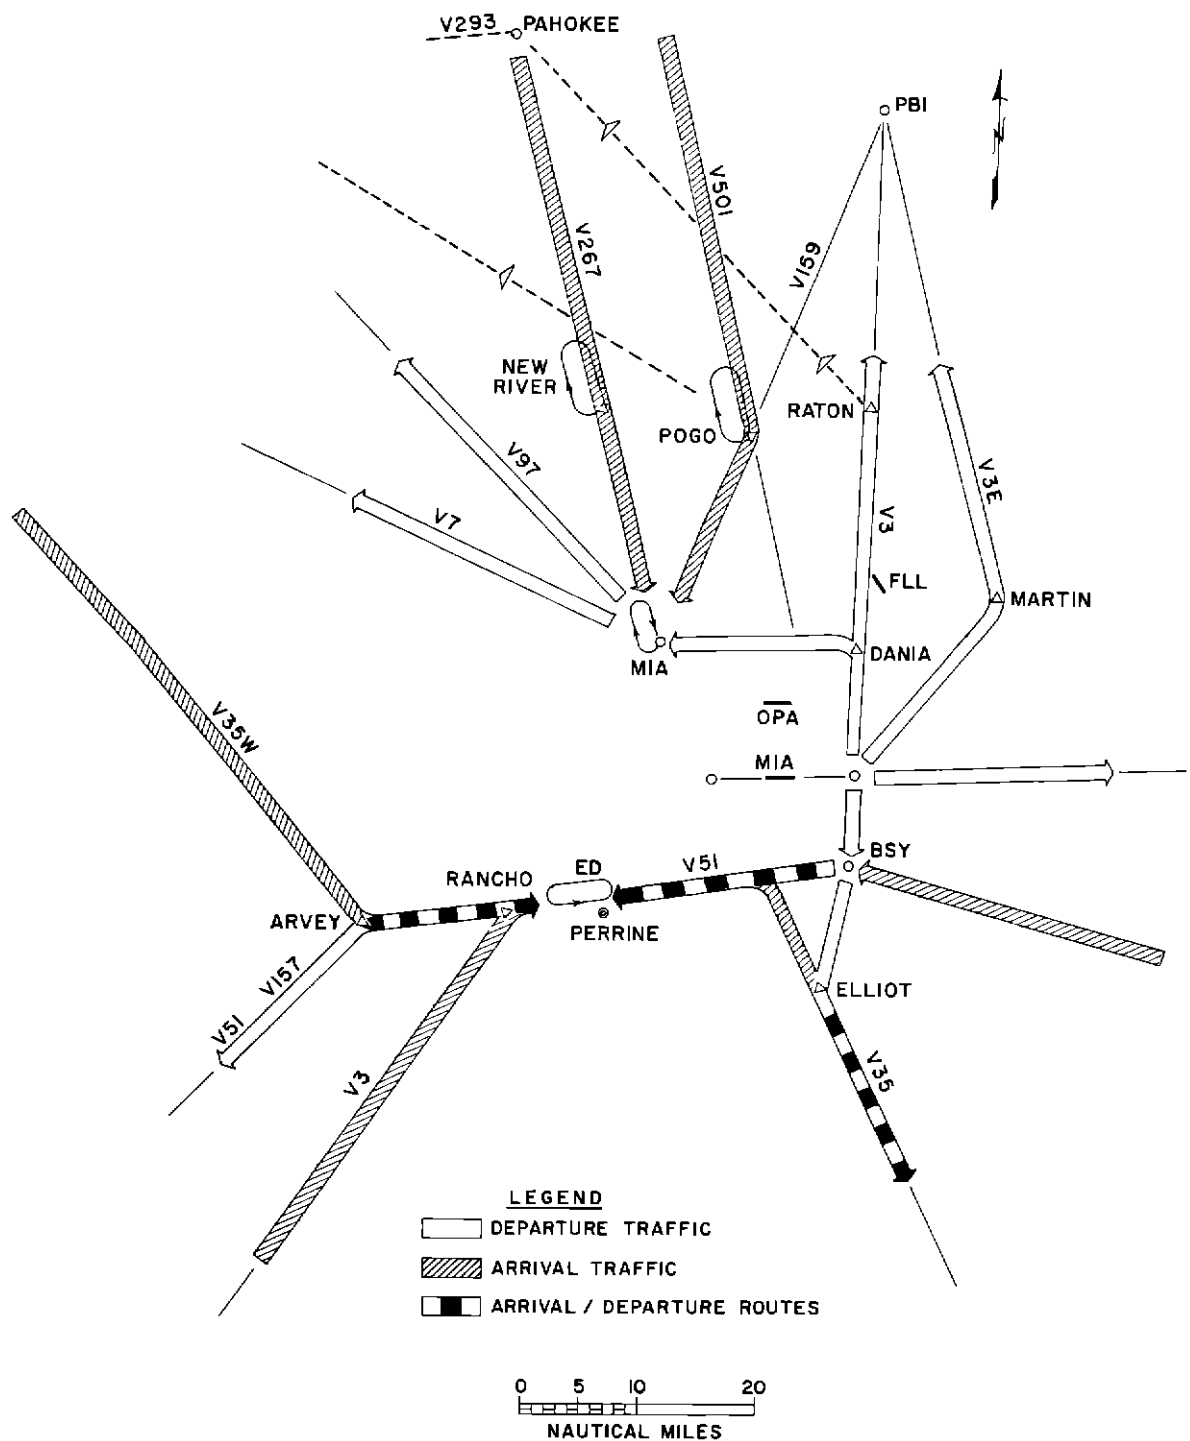 V293
PAHOKEE
PBI
V501
V267
V159
NEW
RIVER
RATON
POGO
V97
V3E
V7
V3
FLL
MARTIN
MIA
DANIA
V35W
OPA
MIA
BSY
V51
ED
RANCHO
ARVEY
PERRINE
V157
V51
ELLIOT
V35
V3
LEGEND
DEPARTURE TRAFFIC
ARRIVAL TRAFFIC
ARRIVAL / DEPARTURE ROUTES
0 5 10 20
NAUTICAL MILES